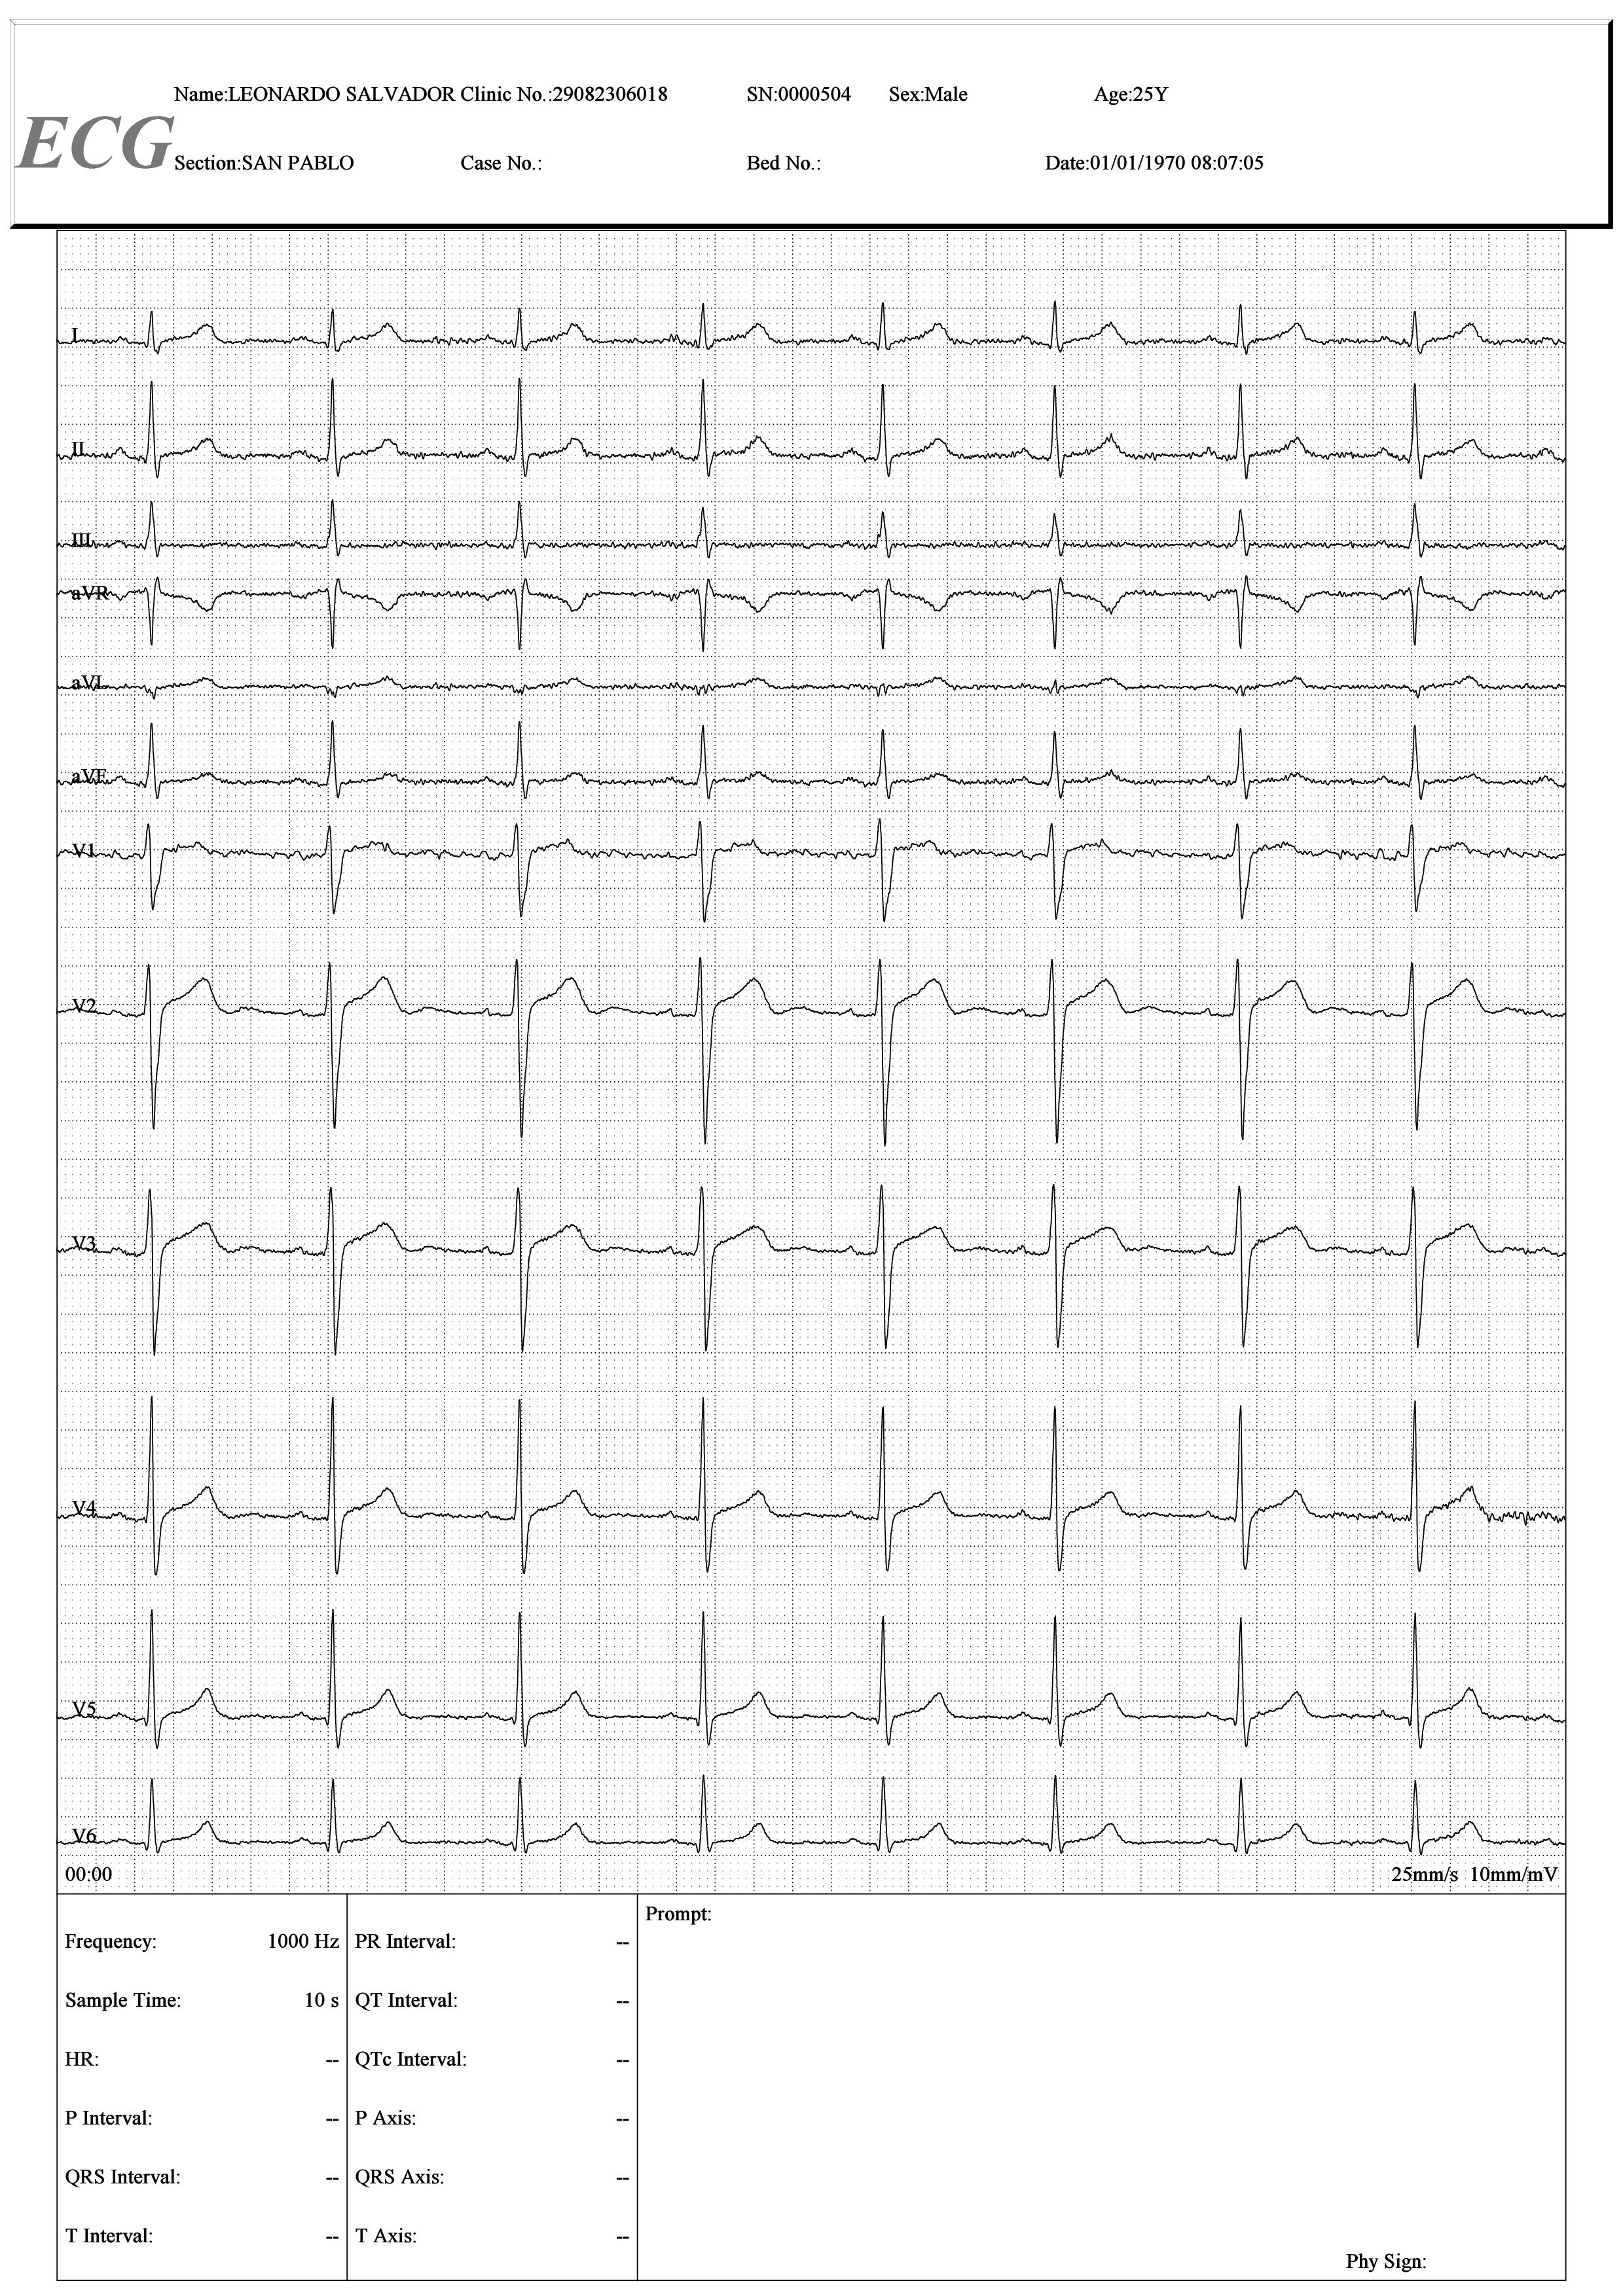 Name:LEONARDO SALVADOR Clinic No.:29082306018 SN:0000504 Sex:Male Age:25Y
ECG
Section:SAN PABLO Case No.: Bed No.: Date:01/01/1970 08:07:05
I
II
III
aVR
aVL
aVF
V1
V2
V3
V4
V5
V6
00:00 25mm/s 10mm/mV
Prompt:
Frequency: 1000 Hz PR Interval: --
Sample Time: 10 s QT Interval: --
HR: -- QTc Interval: --
P Interval: -- P Axis: --
QRS Interval: -- QRS Axis: --
T Interval: -- T Axis: --
Phy Sign: